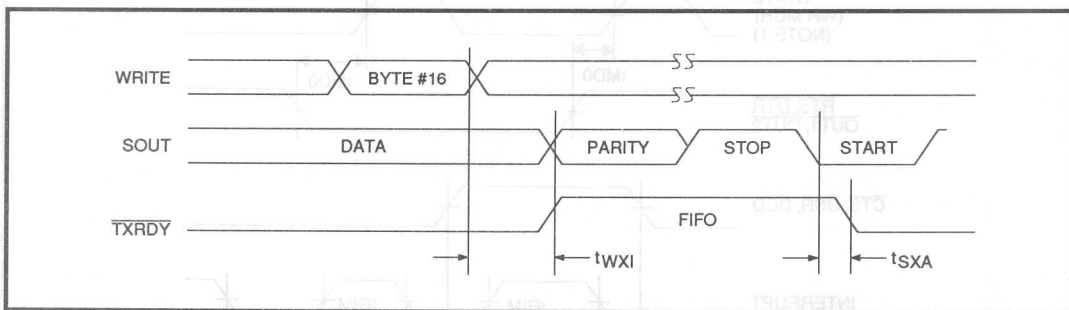 WRITE
BYTE #16
SOUT
DATA
PARITY
STOP
START
TXRDY
FIFO
tWXI
tSXA